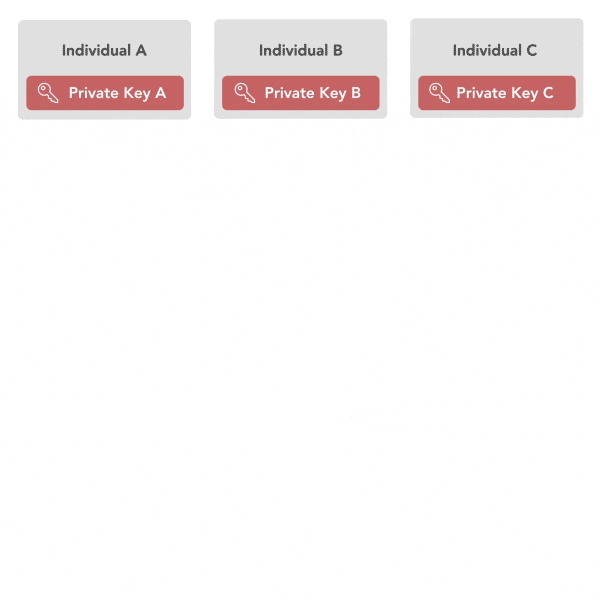 Individual A
Private Key A
Individual B
Private Key B
Individual C
Private Key C